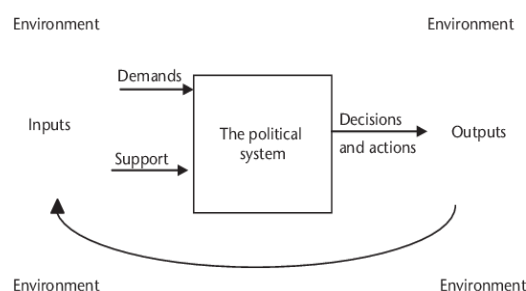 Environment
Environment
Demands
Inputs
Support
The political
system
Decisions
and actions
Outputs
Environment
Environment